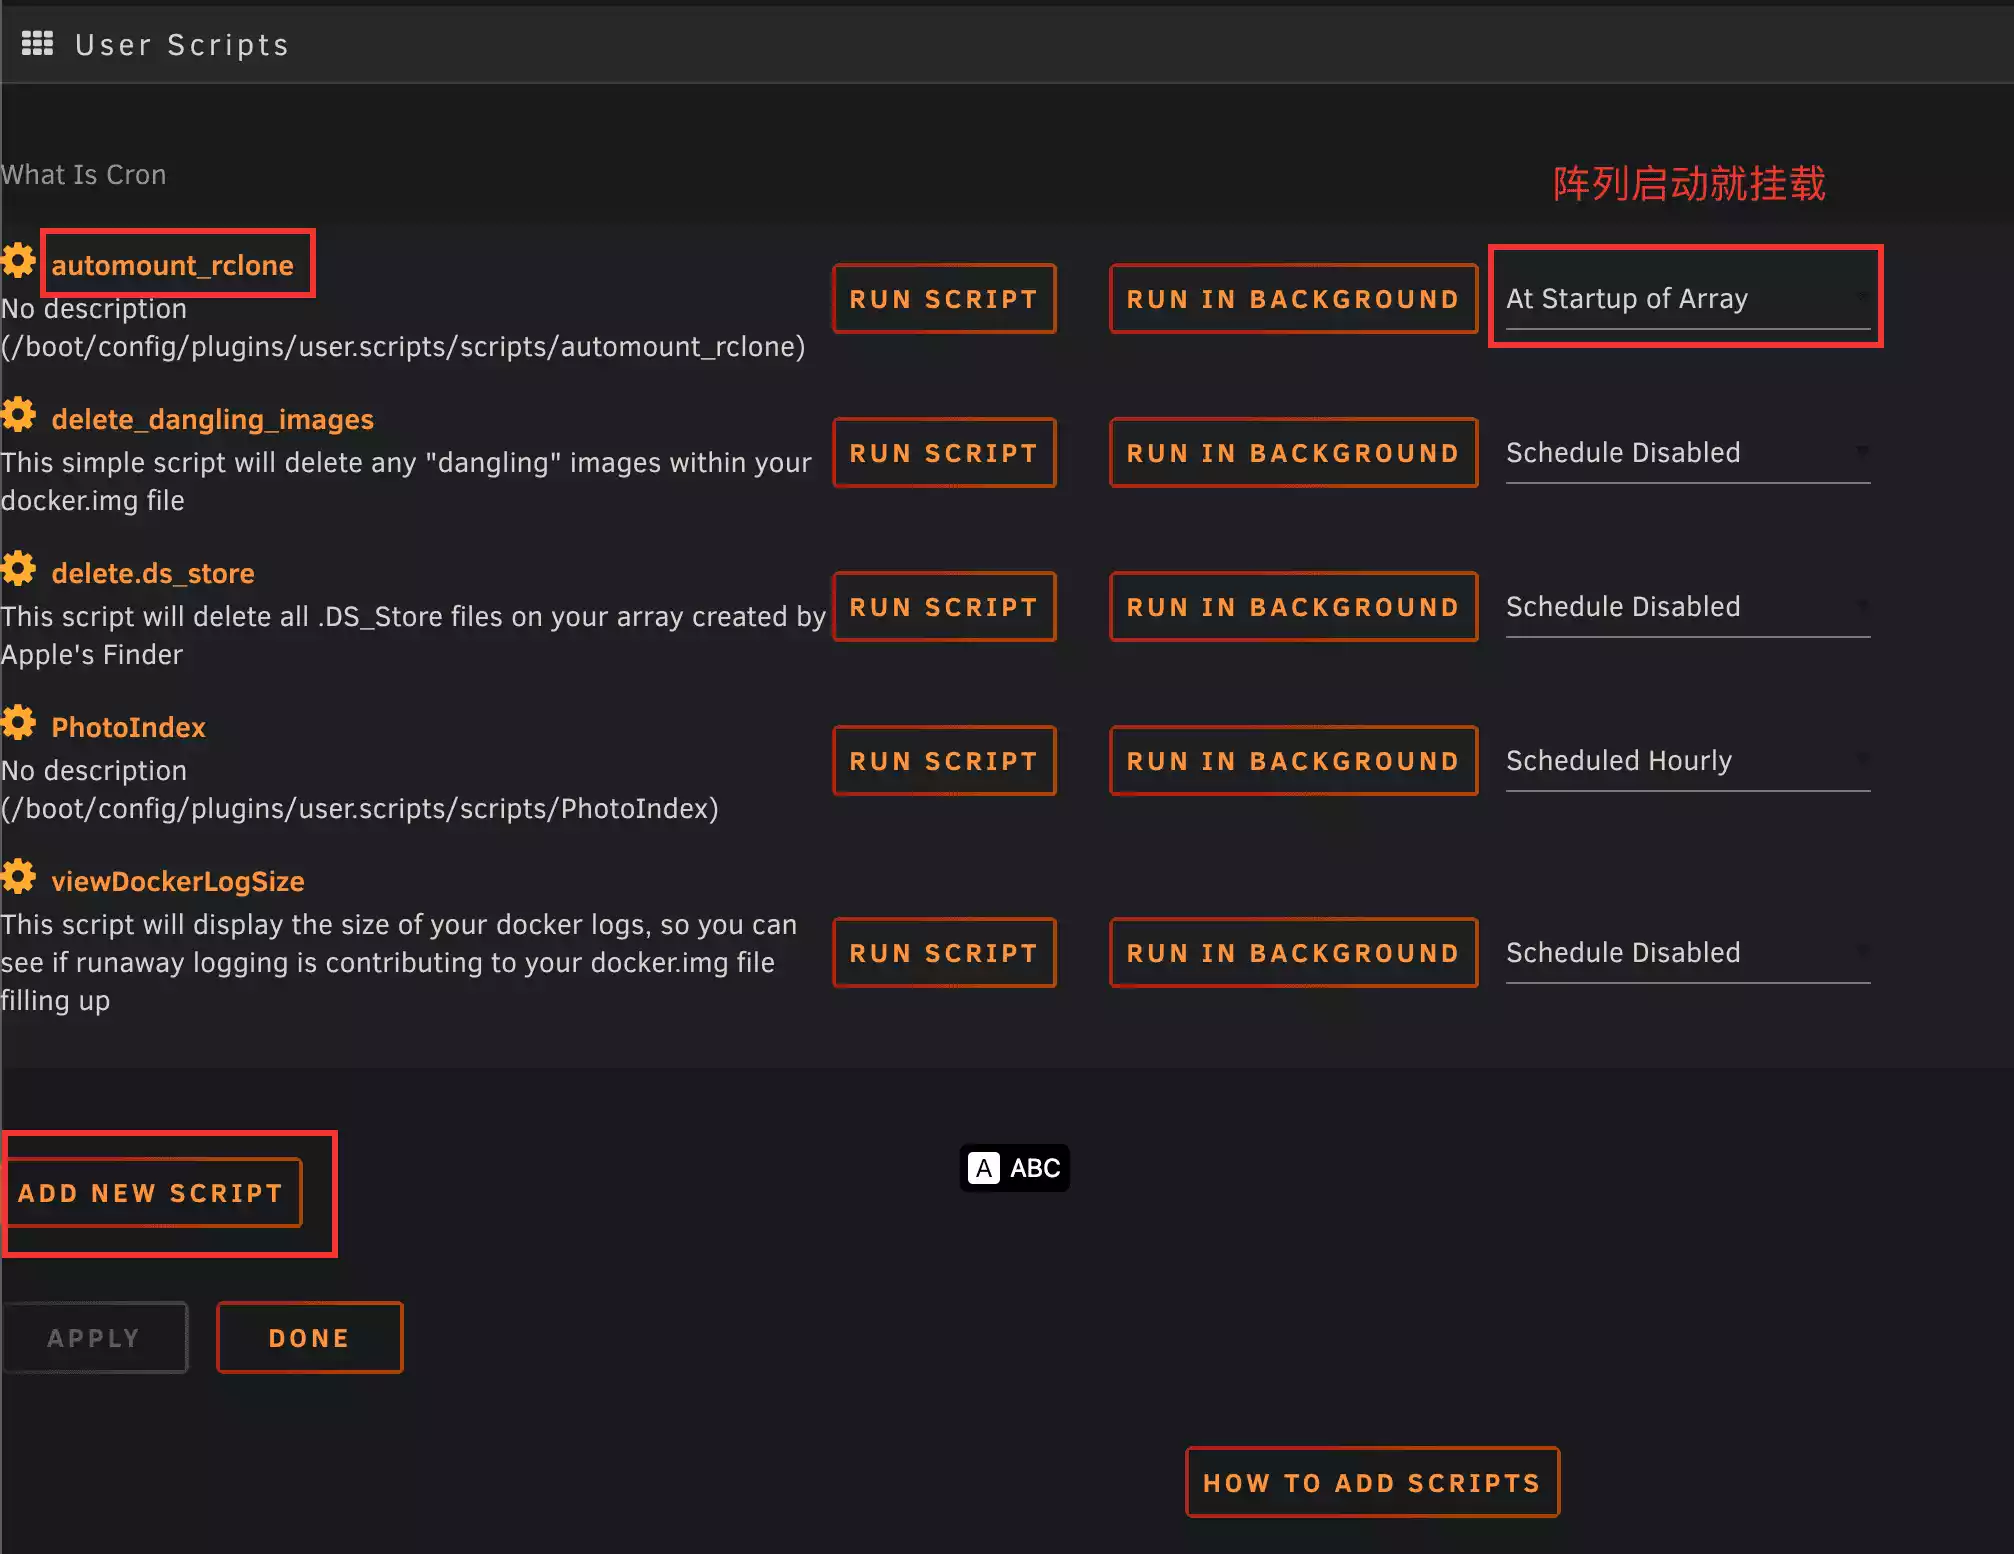 User Scripts
What Is Cron
阵列启动就挂载
automount_rclone
No description
(/boot/config/plugins/user.scripts/scripts/automount_rclone)
RUN SCRIPT
RUN IN BACKGROUND
At Startup of Array
delete_dangling_images
This simple script will delete any "dangling" images within your
docker.img file
RUN SCRIPT
RUN IN BACKGROUND
Schedule Disabled
delete.ds_store
This script will delete all .DS_Store files on your array created by
Apple's Finder
RUN SCRIPT
RUN IN BACKGROUND
Schedule Disabled
PhotoIndex
No description
(/boot/config/plugins/user.scripts/scripts/PhotoIndex)
RUN SCRIPT
RUN IN BACKGROUND
Scheduled Hourly
viewDockerLogSize
This script will display the size of your docker logs, so you can
see if runaway logging is contributing to your docker.img file
filling up
RUN SCRIPT
RUN IN BACKGROUND
Schedule Disabled
ADD NEW SCRIPT
A ABC
APPLY
DONE
HOW TO ADD SCRIPTS